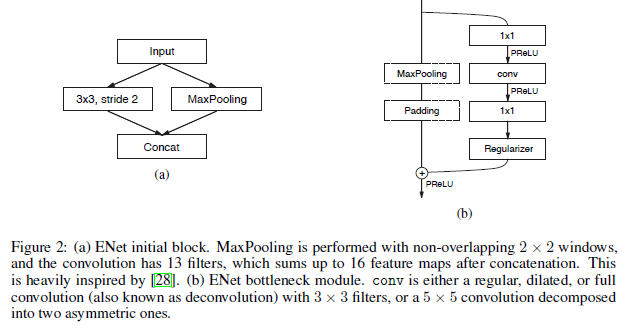 Input
3x3, stride 2
MaxPooling
Concat
(a)
1x1
PReLU
MaxPooling
conv
PReLU
Padding
1x1
Regularizer
+
PReLU
(b)
Figure 2: (a) ENet initial block. MaxPooling is performed with non-overlapping 2 × 2 windows,
and the convolution has 13 filters, which sums up to 16 feature maps after concatenation. This
is heavily inspired by [28]. (b) ENet bottleneck module. conv is either a regular, dilated, or full
convolution (also known as deconvolution) with 3 × 3 filters, or a 5 × 5 convolution decomposed
into two asymmetric ones.